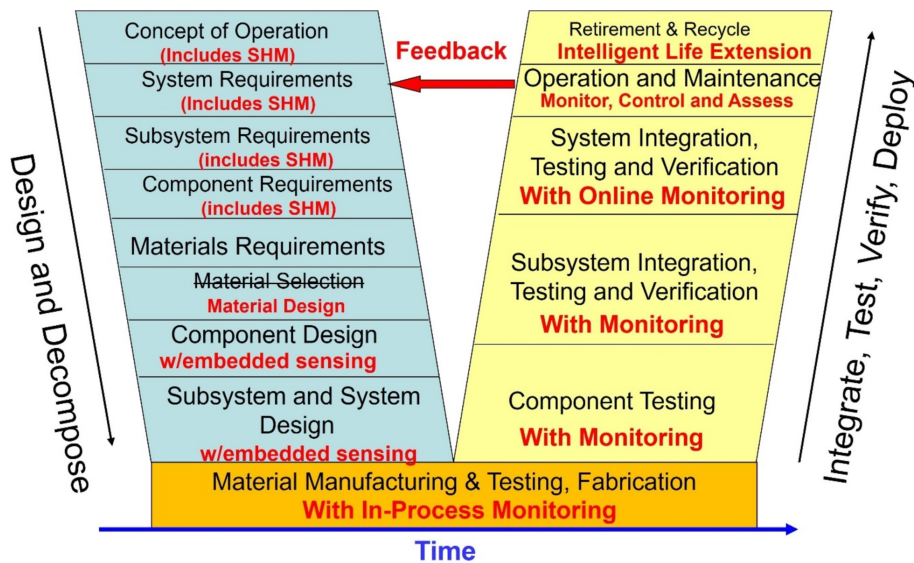 Concept of Operation
(Includes SHM)
System Requirements
(Includes SHM)
Subsystem Requirements
(includes SHM)
Component Requirements
(includes SHM)
Materials Requirements
Material Selection
Material Design
Component Design
w/embedded sensing
Subsystem and System
Design
w/embedded sensing
Feedback
Retirement & Recycle
Intelligent Life Extension
Operation and Maintenance
Monitor, Control and Assess
System Integration,
Testing and Verification
With Online Monitoring
Subsystem Integration,
Testing and Verification
With Monitoring
Component Testing
With Monitoring
Material Manufacturing & Testing, Fabrication
With In-Process Monitoring
Time
Design and Decompose
Integrate, Test, Verify, Deploy